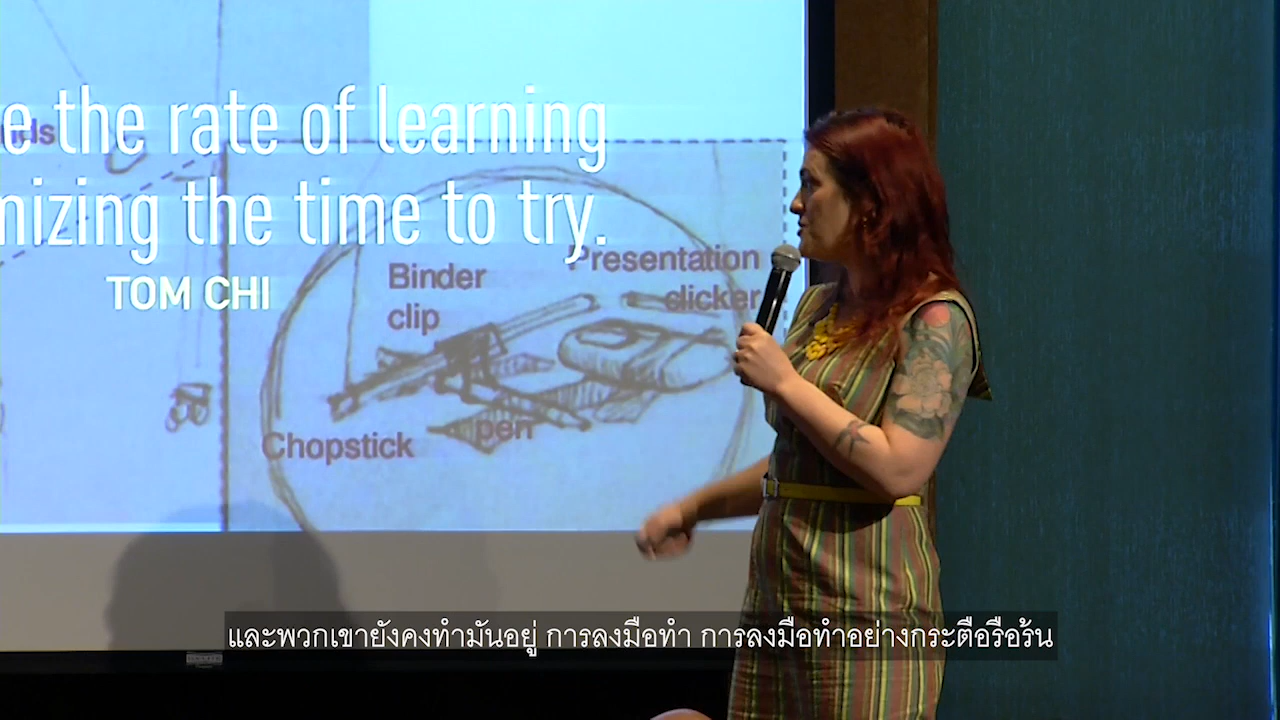 the rate of learning
the time to try.
TOM CHI
Binder
clip
Presentation
clicker
Chopstick
pen
และพวกเขายังคงทำมันอยู่ การลงมือทำ การลงมือทำอย่างกระตือรือร้น